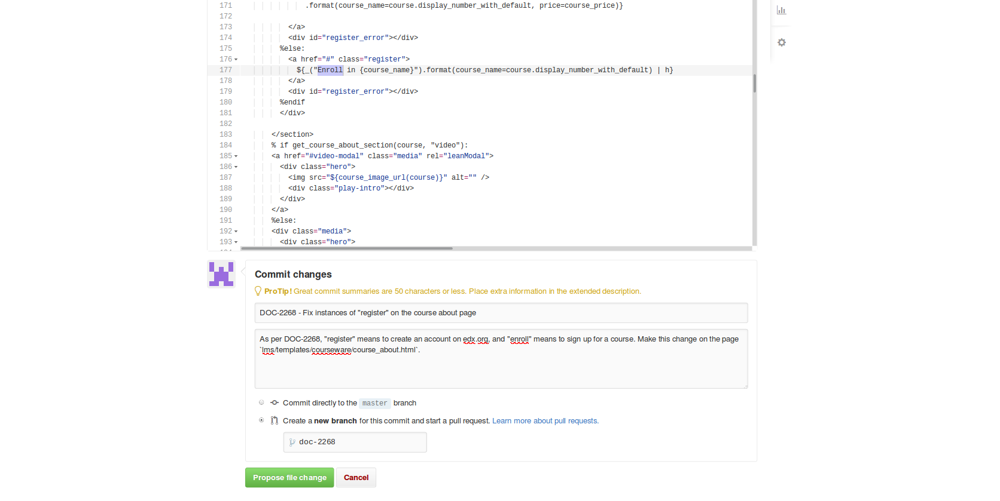 171 .format(course_name=course.display_number_with_default, price=course_price)}
172
173 </a>
174 <div id="register_error"></div>
175 %else:
176 <a href="#" class="register">
177 ${_("Enroll in {course_name}").format(course_name=course.display_number_with_default) | h}
178 </a>
179 <div id="register_error"></div>
180 %endif
181 </div>
182
183 </section>
184 % if get_course_about_section(course, "video"):
185 <a href="#video-modal" class="media" rel="leanModal">
186 <div class="hero">
187 <img src="${course_image_url(course)}" alt="" />
188 <div class="play-intro"></div>
189 </div>
190 </a>
191 %else:
192 <div class="media">
193 <div class="hero">
Commit changes
ProTip! Great commit summaries are 50 characters or less. Place extra information in the extended description.
DOC-2268 - Fix instances of "register" on the course about page
As per DOC-2268, "register" means to create an account on edx.org, and "enroll" means to sign up for a course. Make this change on the page
`lms/templates/courseware/course_about.html`.
Commit directly to the master branch
Create a new branch for this commit and start a pull request. Learn more about pull requests.
doc-2268
Propose file change Cancel